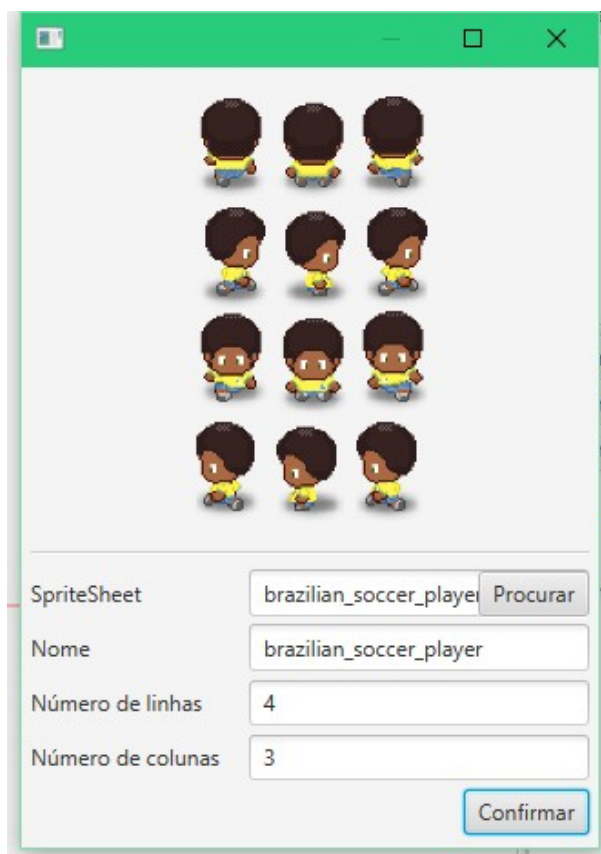 SpriteSheet brazilian_soccer_player Procurar
Nome brazilian_soccer_player
Número de linhas 4
Número de colunas 3
Confirmar